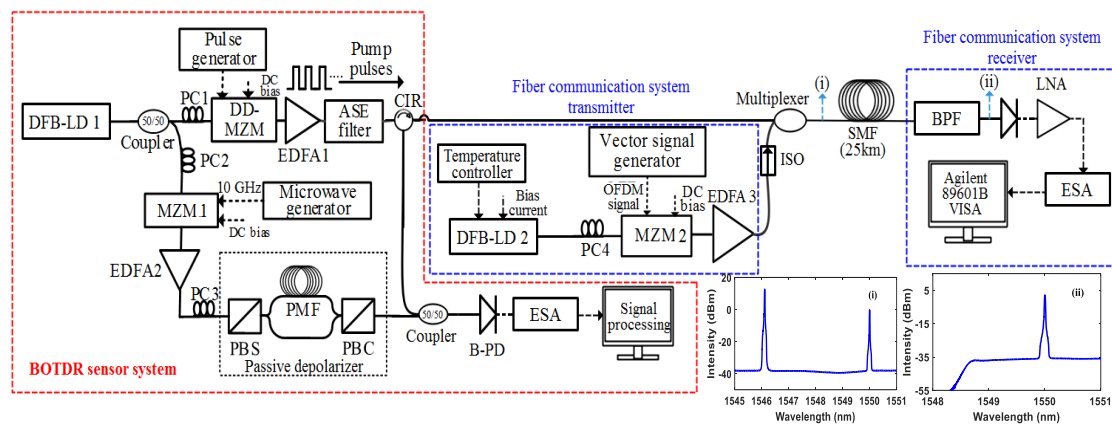 Pulse
generator
DC
bias
Pump
pulses
DFB-LD 1
50/50
Coupler
PC1
DD-
MZM
EDFA1
ASE
filter
CIR
PC2
MZM1
10 GHz
Microwave
generator
DC bias
EDFA2
PC3
PBS
PMF
PBC
Passive depolarizer
50/50
Coupler
B-PD
ESA
Signal
processing
BOTDR sensor system
Fiber communication system
transmitter
Temperature
controller
Bias
current
DFB-LD 2
PC4
Vector signal
generator
OFDM
signal
DC
bias
MZM2
EDFA 3
ISO
Multiplexer
(i)
SMF
(25km)
Fiber communication system
receiver
BPF
(ii)
LNA
ESA
Agilent
89601B
VISA
(i)
Intensity (dBm)
10
0
-20
-40
1545 1546 1547 1548 1549 1550 1551
Wavelength (nm)
(ii)
Intensity (dBm)
5
-15
-35
-55
1548 1549 1550 1551
Wavelength (nm)